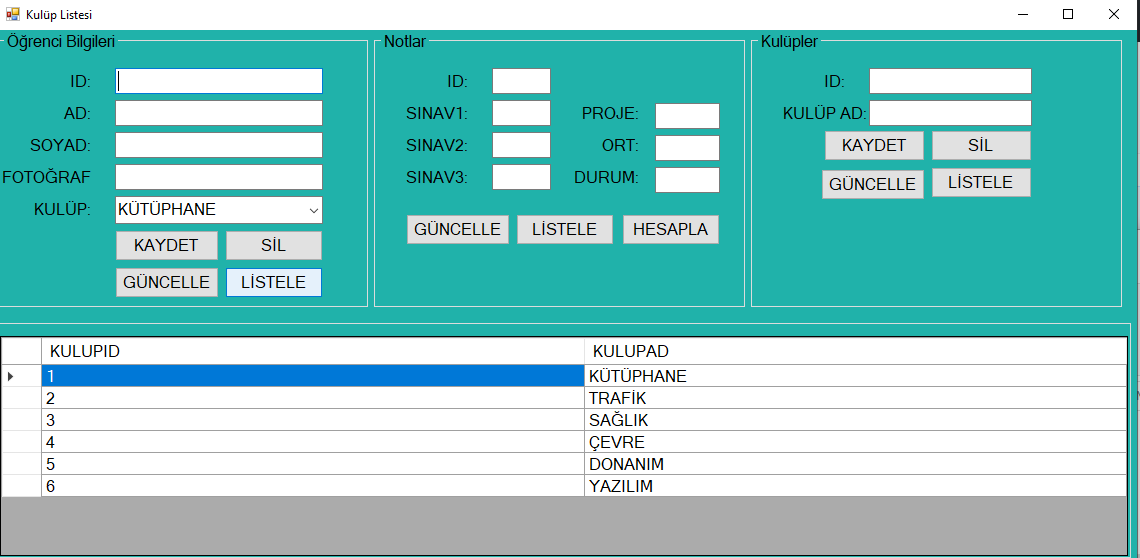 Kulüp Listesi
Öğrenci Bilgileri
ID:
AD:
SOYAD:
FOTOĞRAF
KULÜP: KÜTÜPHANE
KAYDET SİL
GÜNCELLE LİSTELE
Notlar
ID:
SINAV1: PROJE:
SINAV2: ORT:
SINAV3: DURUM:
GÜNCELLE LİSTELE HESAPLA
Kulüpler
ID:
KULÜP AD:
KAYDET SİL
GÜNCELLE LİSTELE
KULUPID KULUPAD
1 KÜTÜPHANE
2 TRAFİK
3 SAĞLIK
4 ÇEVRE
5 DONANIM
6 YAZILIM